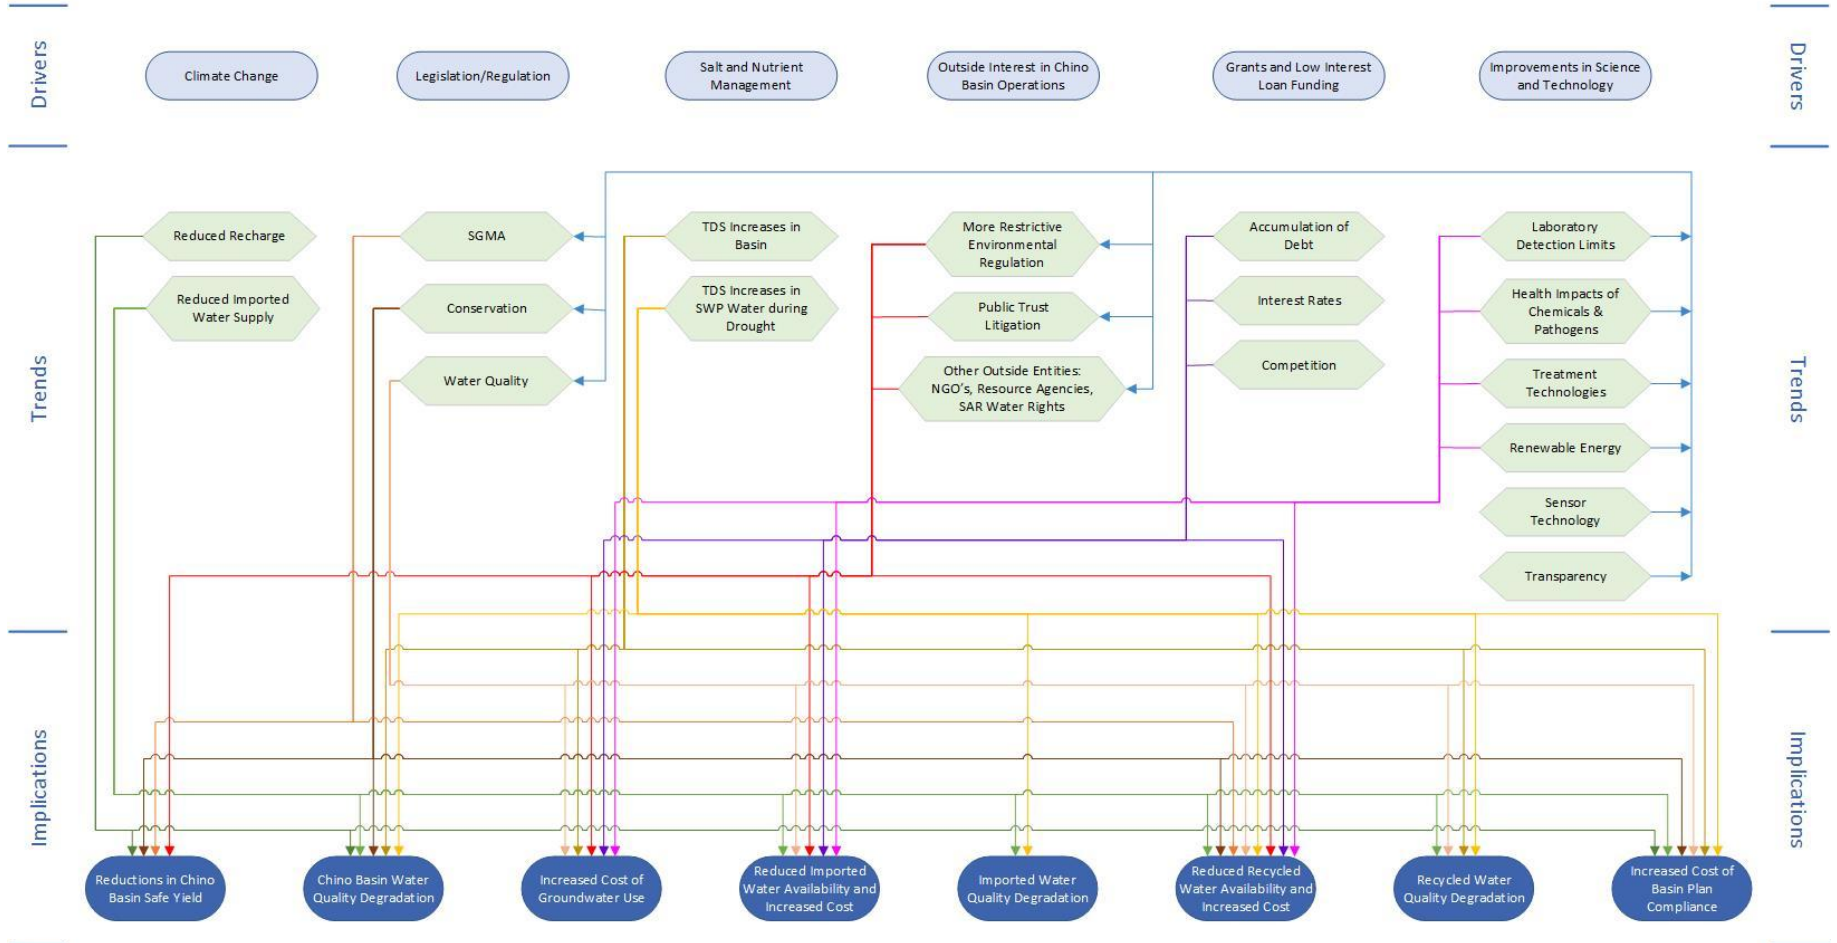 Drivers
Climate Change
Legislation/Regulation
Salt and Nutrient
Management
Outside Interest in Chino
Basin Operations
Grants and Low Interest
Loan Funding
Improvements in Science
and Technology
Drivers
Trends
Reduced Recharge
Reduced Imported
Water Supply
SGMA
Conservation
Water Quality
TDS Increases in
Basin
TDS Increases in
SWP Water during
Drought
More Restrictive
Environmental
Regulation
Public Trust
Litigation
Other Outside Entities:
NGO's, Resource Agencies,
SAR Water Rights
Accumulation of
Debt
Interest Rates
Competition
Laboratory
Detection Limits
Health Impacts of
Chemicals &
Pathogens
Treatment
Technologies
Renewable Energy
Sensor
Technology
Transparency
Trends
Implications
Reductions in Chino
Basin Safe Yield
Chino Basin Water
Quality Degradation
Increased Cost of
Groundwater Use
Reduced Imported
Water Availability and
Increased Cost
Imported Water
Quality Degradation
Reduced Recycled
Water Availability and
Increased Cost
Recycled Water
Quality Degradation
Increased Cost of
Basin Plan
Compliance
Implications